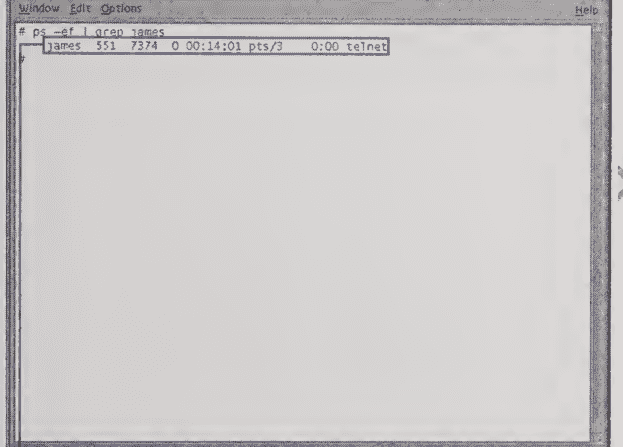 Window Edit Options Help
# ps -ef | grep james
james 551 7374 0 00:14:01 pts/3 0:00 telnet
#